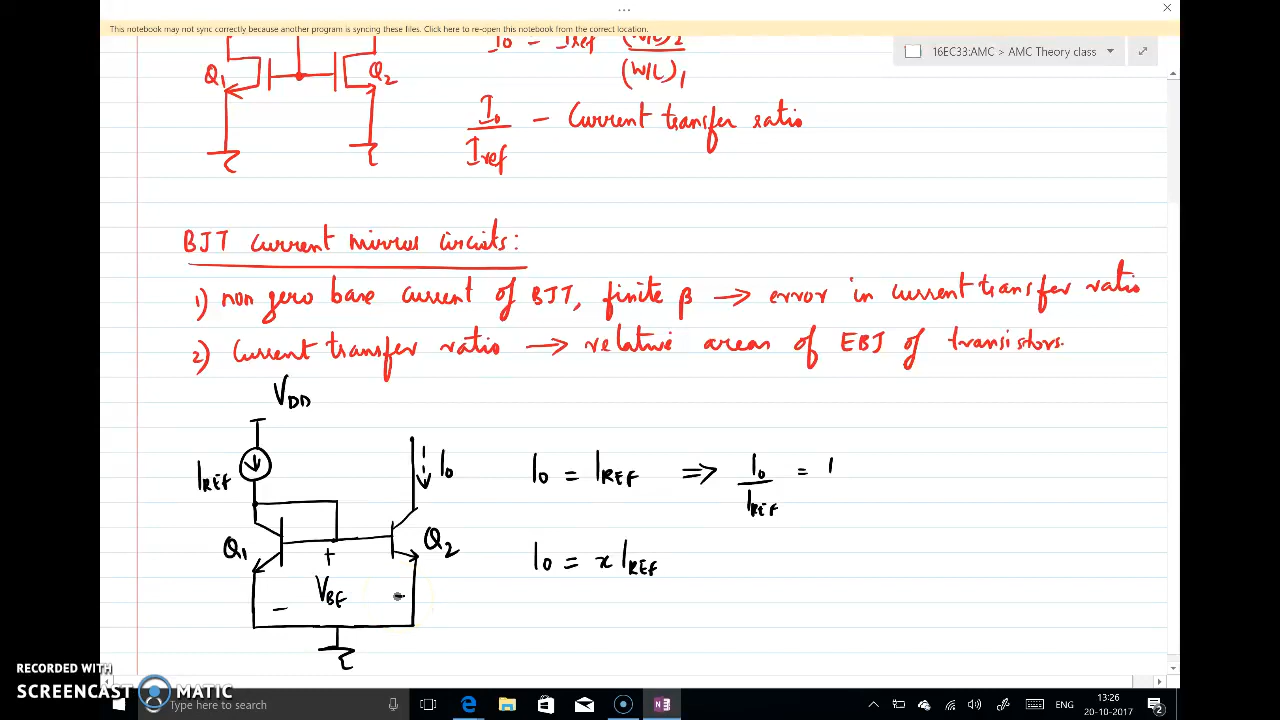 This notebook may not sync correctly because another program is syncing these files. Click here to re-open this notebook from the correct location.
16EC33:AMC > AMC Theory class
Io = Iref (W/L)2
(W/L)1
Q1
Q2
Io
Iref
- Current transfer ratio
BJT current mirror circuits:
1) non zero base current of BJT, finite β → error in current transfer ratio
2) Current transfer ratio → relative areas of EBJ of transistors.
VDD
IREF
Io
Io = IREF ⇒ Io / IREF = 1
Q1
Q2
+
VBE
-
-
Io = x IREF
RECORDED WITH
SCREENCAST MATIC
Type here to search
ENG
13:26
20-10-2017
2